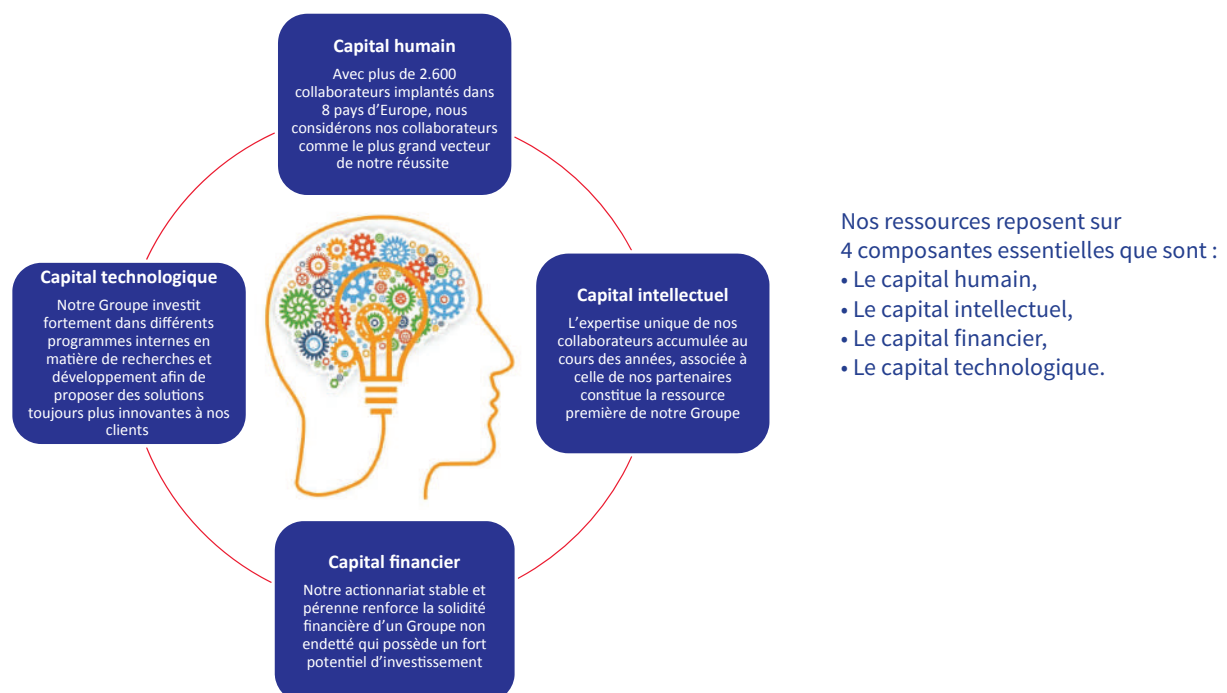 Capital humain
Avec plus de 2.600
collaborateurs implantés dans
8 pays d’Europe, nous
considérons nos collaborateurs
comme le plus grand vecteur
de notre réussite
Capital technologique
Notre Groupe investit
fortement dans différents
programmes internes en
matière de recherches et
développement afin de
proposer des solutions
toujours plus innovantes à nos
clients
Capital intellectuel
L’expertise unique de nos
collaborateurs accumulée au
cours des années, associée à
celle de nos partenaires
constitue la ressource
première de notre Groupe
Capital financier
Notre actionnariat stable et
pérenne renforce la solidité
financière d’un Groupe non
endetté qui possède un fort
potentiel d’investissement
Nos ressources reposent sur
4 composantes essentielles que sont :
• Le capital humain,
• Le capital intellectuel,
• Le capital financier,
• Le capital technologique.